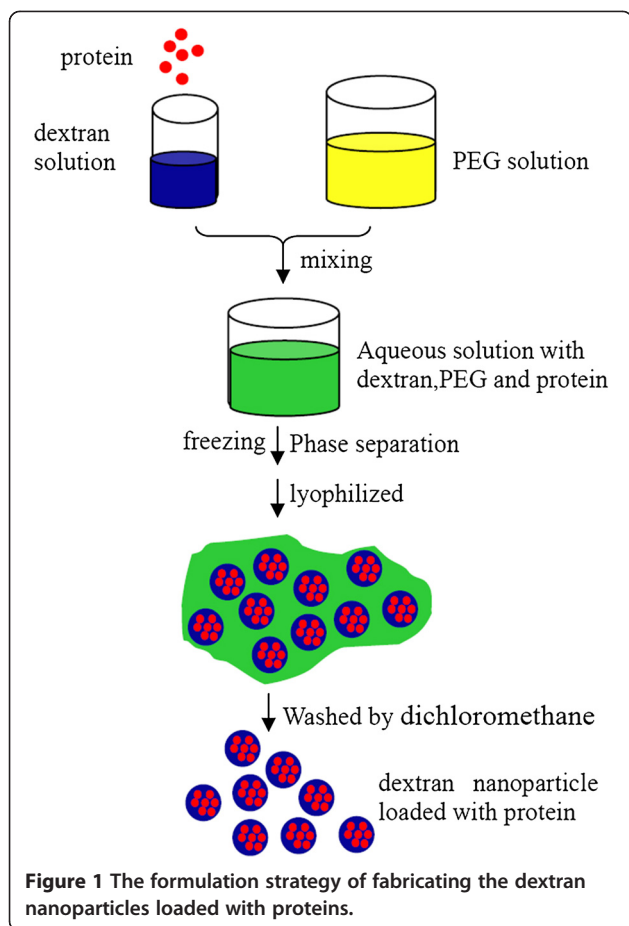 protein
dextran
solution
PEG solution
mixing
Aqueous solution with
dextran,PEG and protein
freezing Phase separation
lyophilized
Washed by dichloromethane
dextran nanoparticle
loaded with protein
Figure 1 The formulation strategy of fabricating the dextran
nanoparticles loaded with proteins.